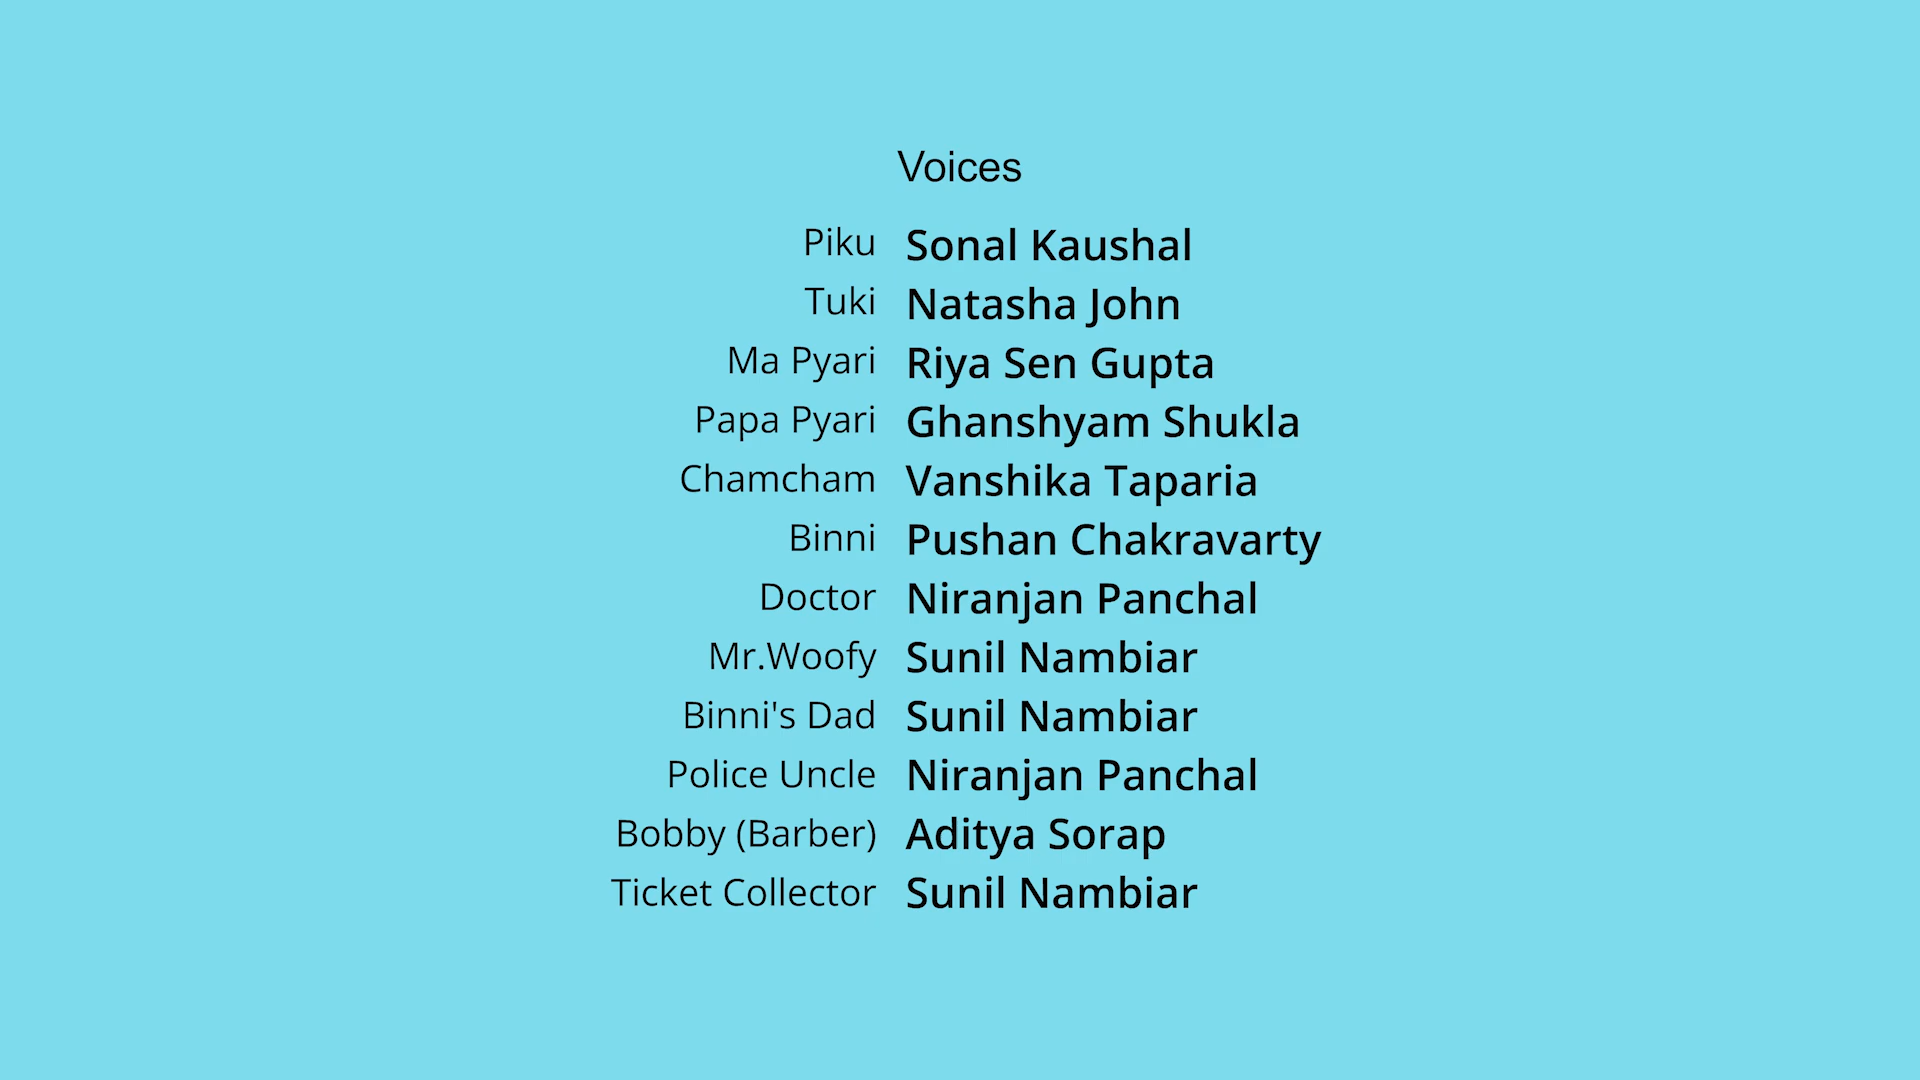 Voices
Piku Sonal Kaushal
Tuki Natasha John
Ma Pyari Riya Sen Gupta
Papa Pyari Ghanshyam Shukla
Chamcham Vanshika Taparia
Binni Pushan Chakravarty
Doctor Niranjan Panchal
Mr.Woofy Sunil Nambiar
Binni's Dad Sunil Nambiar
Police Uncle Niranjan Panchal
Bobby (Barber) Aditya Sorap
Ticket Collector Sunil Nambiar